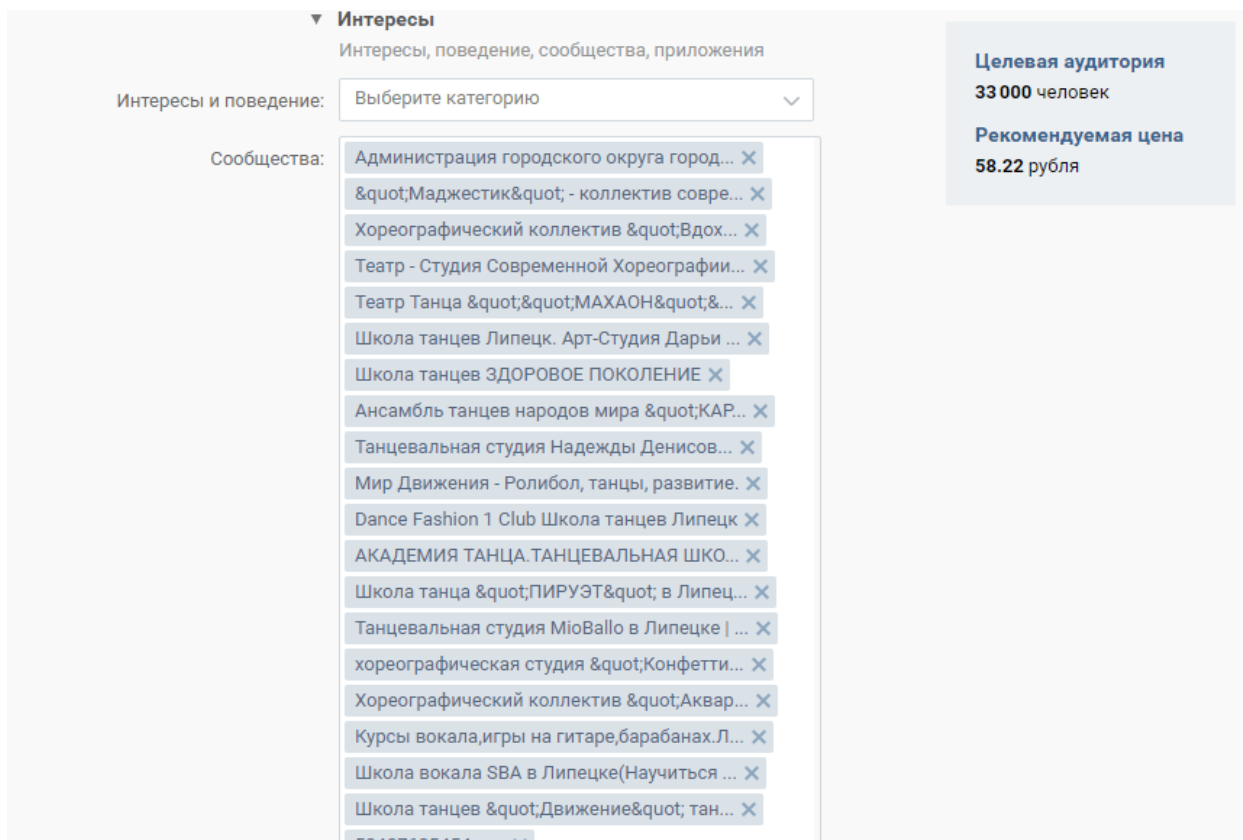 Интересы
Интересы, поведение, сообщества, приложения
Интересы и поведение: Выберите категорию
Сообщества:
Администрация городского округа город...
&quot;Маджестик&quot; - коллектив совре...
Хореографический коллектив &quot;Вдох...
Театр - Студия Современной Хореографии...
Театр Танца &quot;&quot;МАХАОН&quot;&...
Школа танцев Липецк. Арт-Студия Дарьи ...
Школа танцев ЗДОРОВОЕ ПОКОЛЕНИЕ
Ансамбль танцев народов мира &quot;КАР...
Танцевальная студия Надежды Денисов...
Мир Движения - Ролибол, танцы, развитие.
Dance Fashion 1 Club Школа танцев Липецк
АКАДЕМИЯ ТАНЦА.ТАНЦЕВАЛЬНАЯ ШКО...
Школа танца &quot;ПИРУЭТ&quot; в Липец...
Танцевальная студия MioBallo в Липецке | ...
хореографическая студия &quot;Конфетти...
Хореографический коллектив &quot;Аквар...
Курсы вокала,игры на гитаре,барабанах.Л...
Школа вокала SBA в Липецке(Научиться ...
Школа танцев &quot;Движение&quot; тан...
Целевая аудитория
33 000 человек
Рекомендуемая цена
58.22 рубля